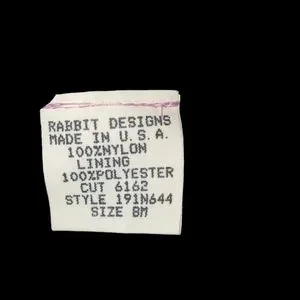 RABBIT DESIGNS
MADE IN U.S.A.
100%NYLON
LINING
100%POLYESTER
CUT 6162
STYLE 191N644
SIZE 8M